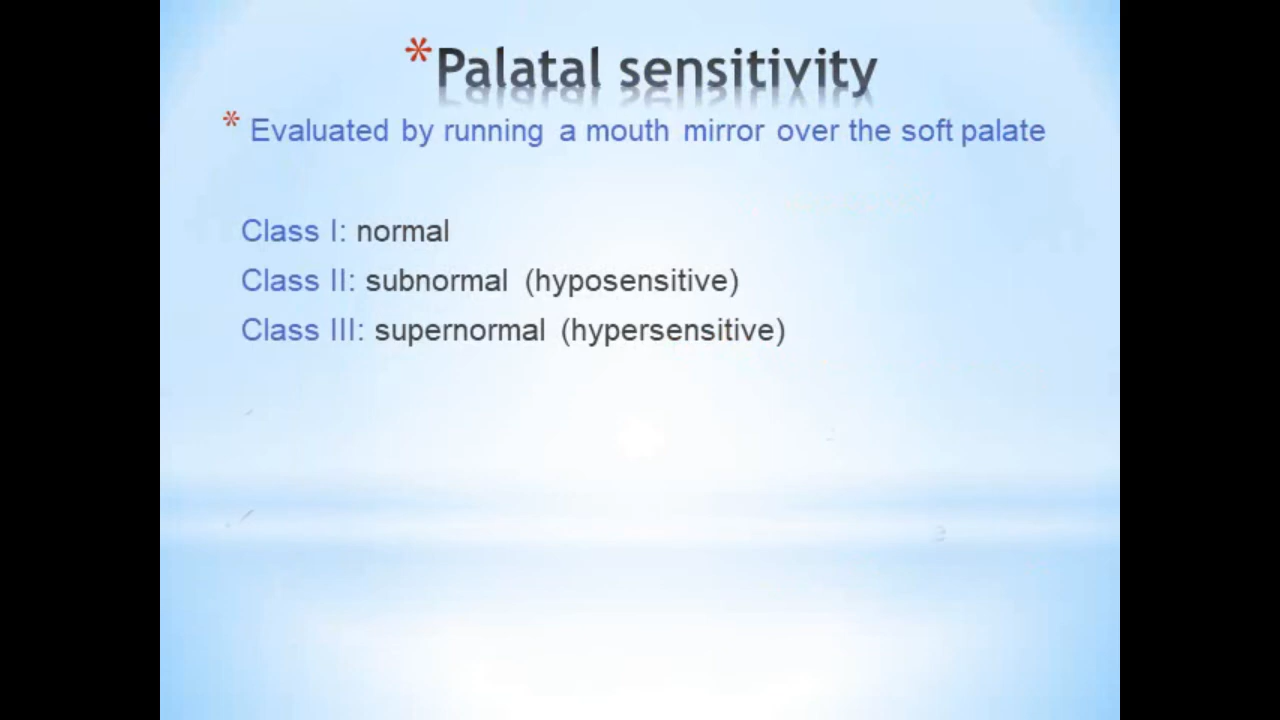 *Palatal sensitivity
* Evaluated by running a mouth mirror over the soft palate
Class I: normal
Class II: subnormal (hyposensitive)
Class III: supernormal (hypersensitive)